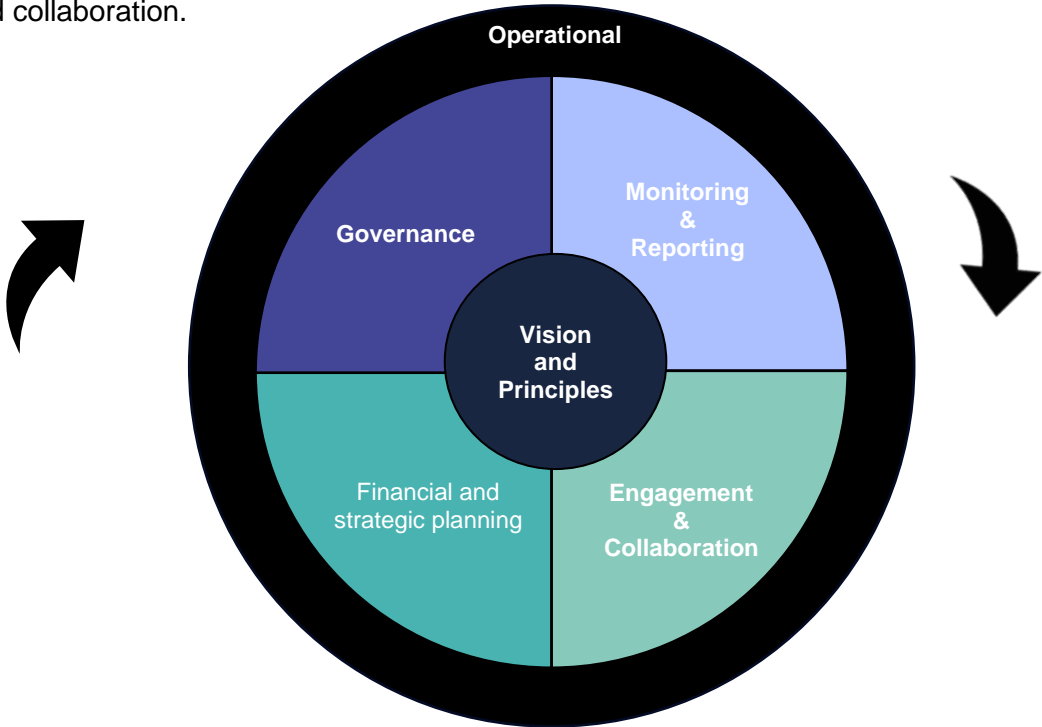 d collaboration.
Operational
Governance
Monitoring
&
Reporting
Vision
and
Principles
Financial and
strategic planning
Engagement
&
Collaboration